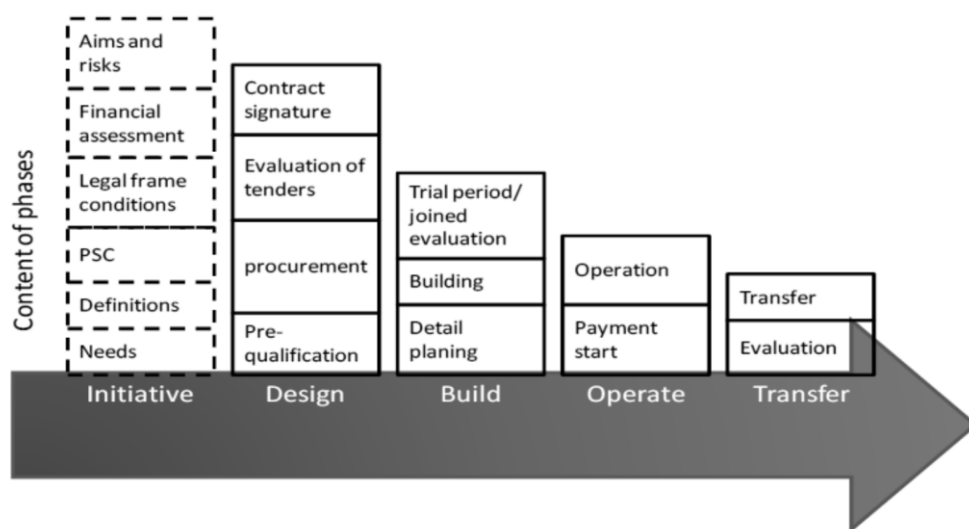 Content of phases
Aims and
risks
Financial
assessment
Legal frame
conditions
PSC
Definitions
Needs
Initiative
Contract
signature
Evaluation of
tenders
procurement
Pre-
qualification
Design
Trial period/
joined
evaluation
Building
Detail
planing
Build
Operation
Payment
start
Operate
Transfer
Evaluation
Transfer